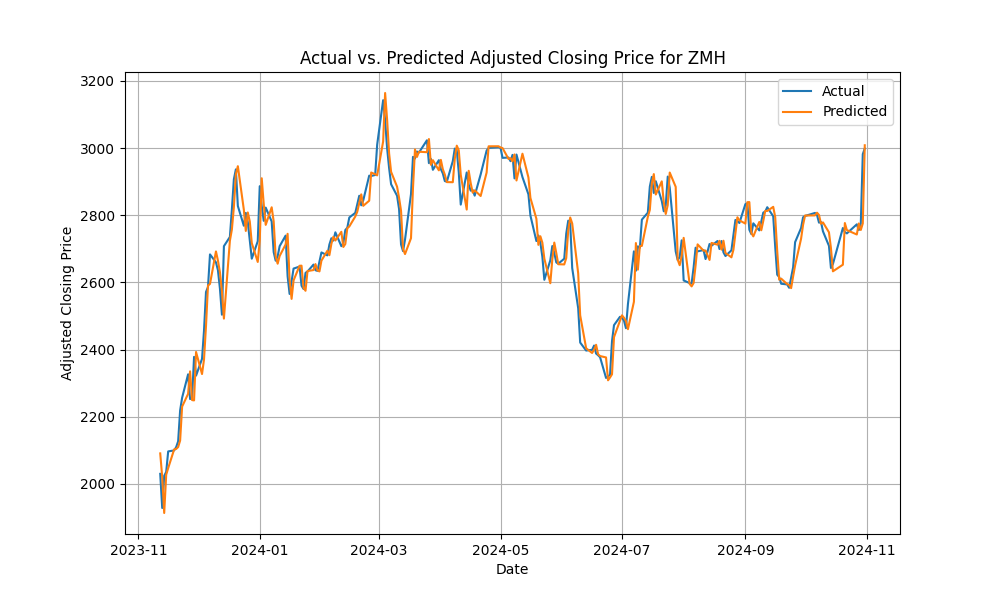 Actual vs. Predicted Adjusted Closing Price for ZMH
Actual
Predicted
Adjusted Closing Price
3200
3000
2800
2600
2400
2200
2000
2023-11 2024-01 2024-03 2024-05 2024-07 2024-09 2024-11
Date